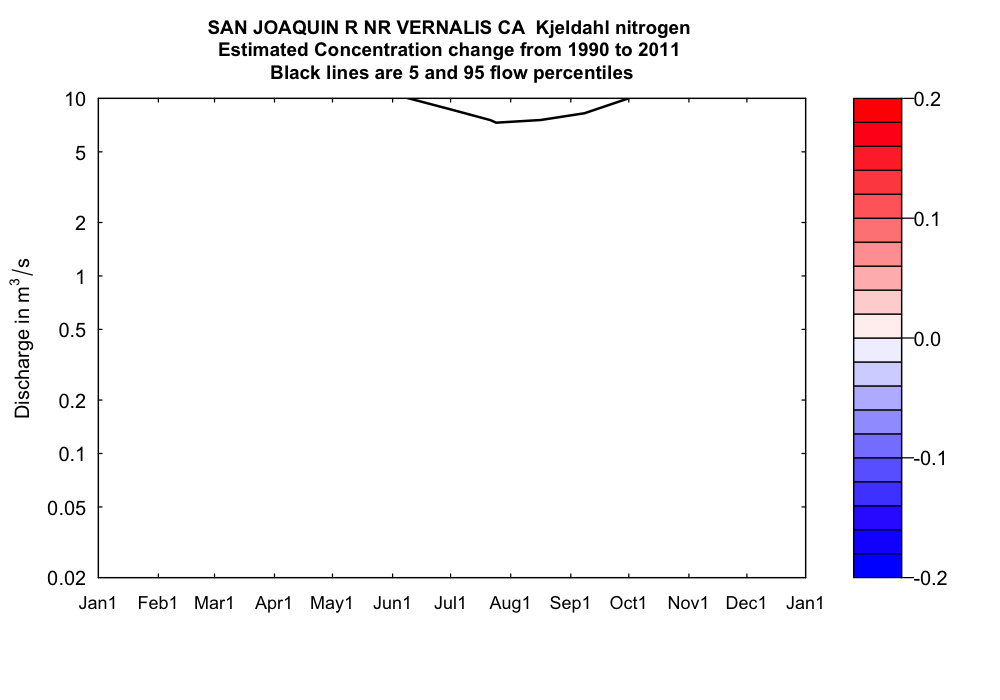 SAN JOAQUIN R NR VERNALIS CA  Kjeldahl nitrogen
Estimated Concentration change from 1990 to 2011
Black lines are 5 and 95 flow percentiles
10
5
2
1
0.5
0.2
0.1
0.05
0.02
Discharge in m³/s
Jan1 Feb1 Mar1 Apr1 May1 Jun1 Jul1 Aug1 Sep1 Oct1 Nov1 Dec1 Jan1
0.2
0.1
0.0
-0.1
-0.2